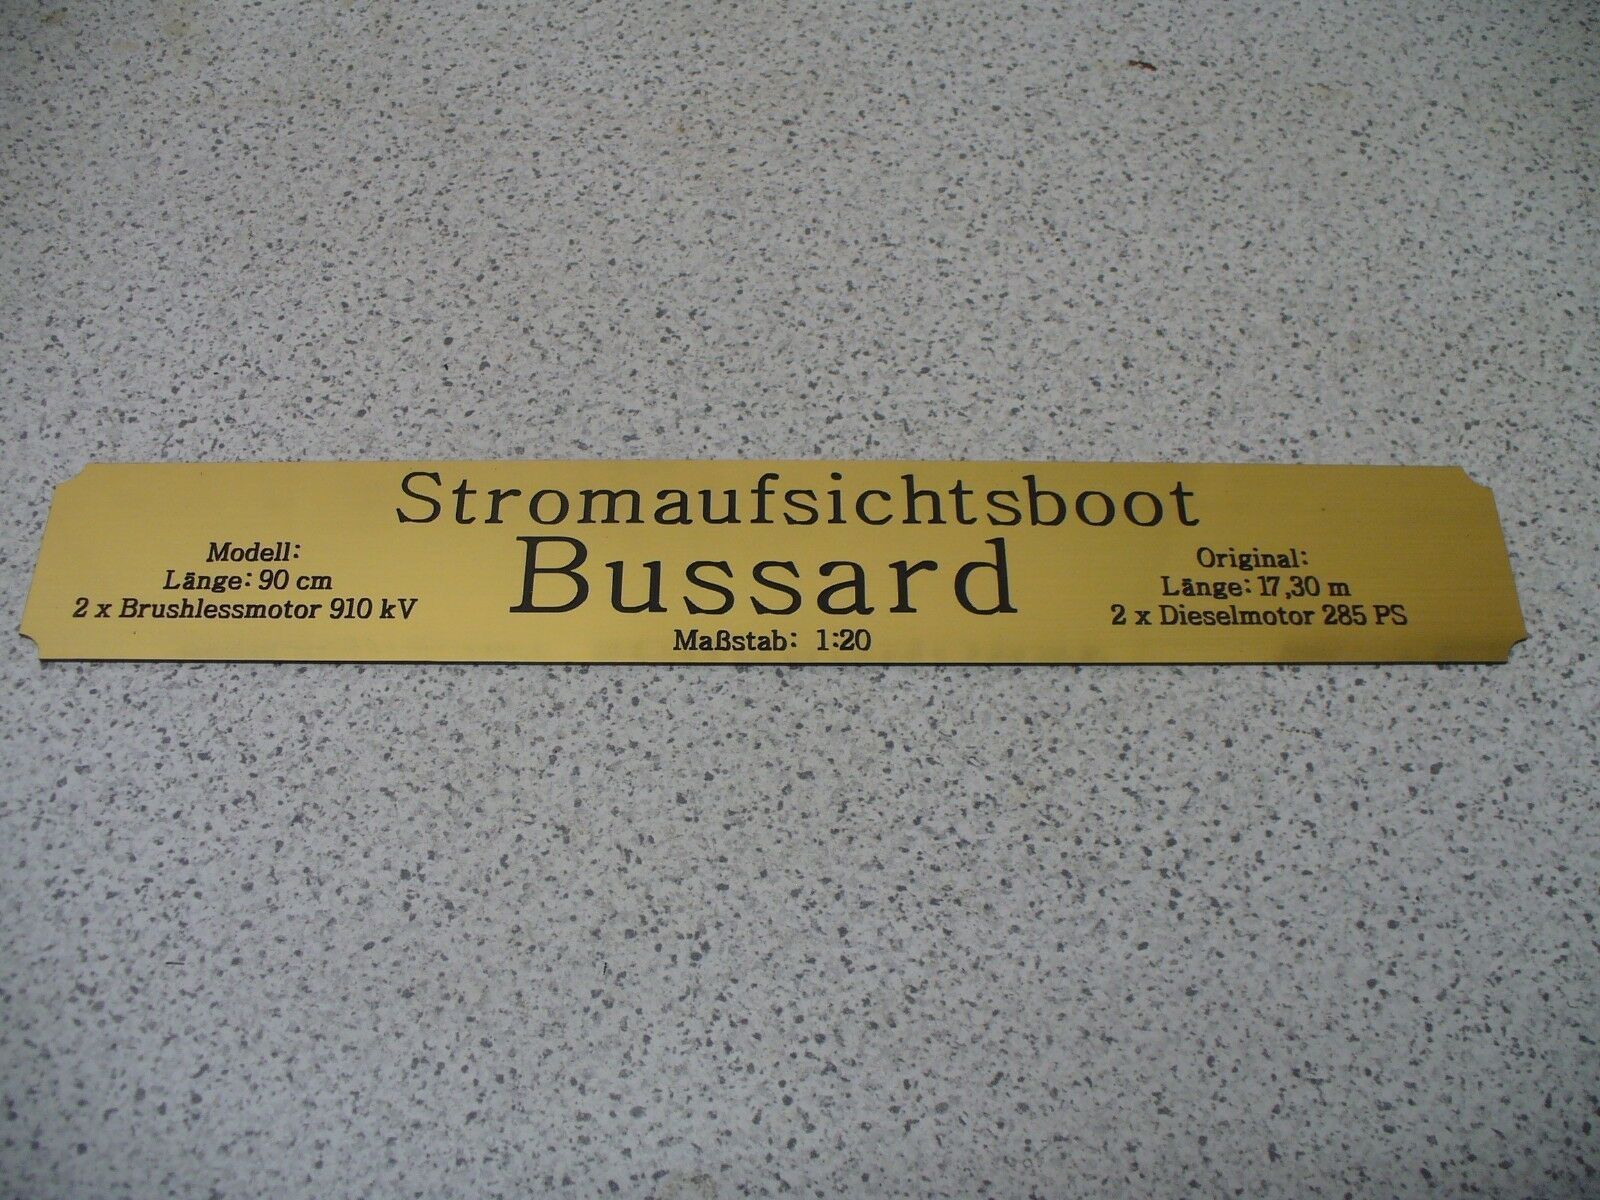 Stromaufsichtsboot
Bussard
Modell:
Länge: 90 cm
2 x Brushlessmotor 910 kV
Original:
Länge: 17,30 m
2 x Dieselmotor 285 PS
Maßstab: 1:20